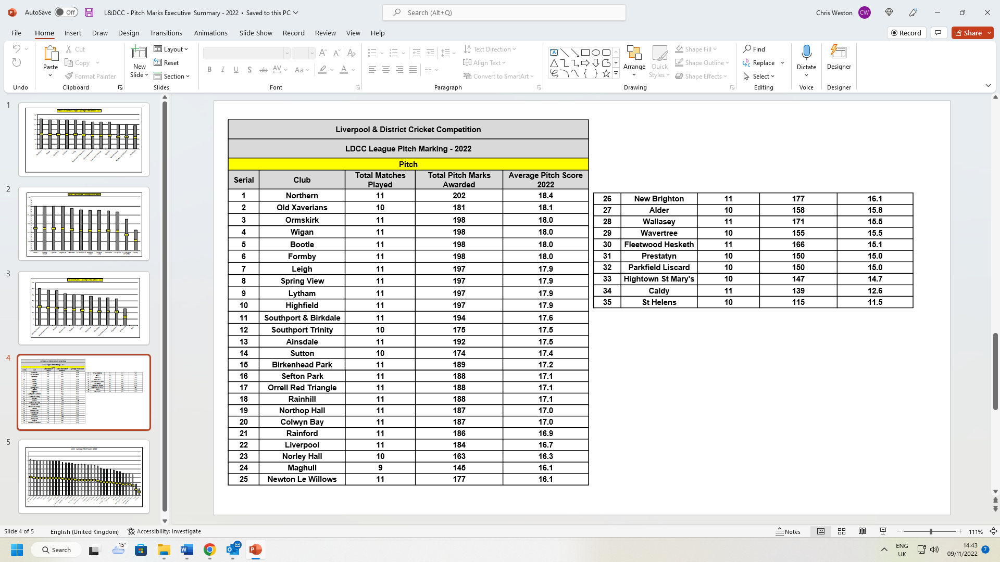 AutoSave Off L&DCC - Pitch Marks Executive Summary - 2022 • Saved to this PC Search (Alt+Q) Chris Weston CW
File Home Insert Draw Design Transitions Animations Slide Show Record Review View Help Record Share
Paste Cut Copy Format Painter
New Slide Layout Reset Section
Text Direction Align Text Convert to SmartArt
Arrange Quick Styles Shape Fill Shape Outline Shape Effects
Find Replace Select Dictate Designer
Undo Clipboard Slides Font Paragraph Drawing Editing Voice Designer
1
2
3
4
5
Liverpool & District Cricket Competition
LDCC League Pitch Marking - 2022
Pitch
Serial Club Total Matches Played Total Pitch Marks Awarded Average Pitch Score 2022
1 Northern 11 202 18.4
2 Old Xaverians 10 181 18.1
3 Ormskirk 11 198 18.0
4 Wigan 11 198 18.0
5 Bootle 11 198 18.0
6 Formby 11 198 18.0
7 Leigh 11 197 17.9
8 Spring View 11 197 17.9
9 Lytham 11 197 17.9
10 Highfield 11 197 17.9
11 Southport & Birkdale 11 194 17.6
12 Southport Trinity 10 175 17.5
13 Ainsdale 11 192 17.5
14 Sutton 10 174 17.4
15 Birkenhead Park 11 189 17.2
16 Sefton Park 11 188 17.1
17 Orrell Red Triangle 11 188 17.1
18 Rainhill 11 188 17.1
19 Northop Hall 11 187 17.0
20 Colwyn Bay 11 187 17.0
21 Rainford 11 186 16.9
22 Liverpool 11 184 16.7
23 Norley Hall 10 163 16.3
24 Maghull 9 145 16.1
25 Newton Le Willows 11 177 16.1
26 New Brighton 11 177 16.1
27 Alder 10 158 15.8
28 Wallasey 11 171 15.5
29 Wavertree 10 155 15.5
30 Fleetwood Hesketh 11 166 15.1
31 Prestatyn 10 150 15.0
32 Parkfield Liscard 10 150 15.0
33 Hightown St Mary's 10 147 14.7
34 Caldy 11 139 12.6
35 St Helens 10 115 11.5
Slide 4 of 5 English (United Kingdom) Accessibility: Investigate Notes 111%
Search 15° ENG UK 14:43 09/11/2022 7